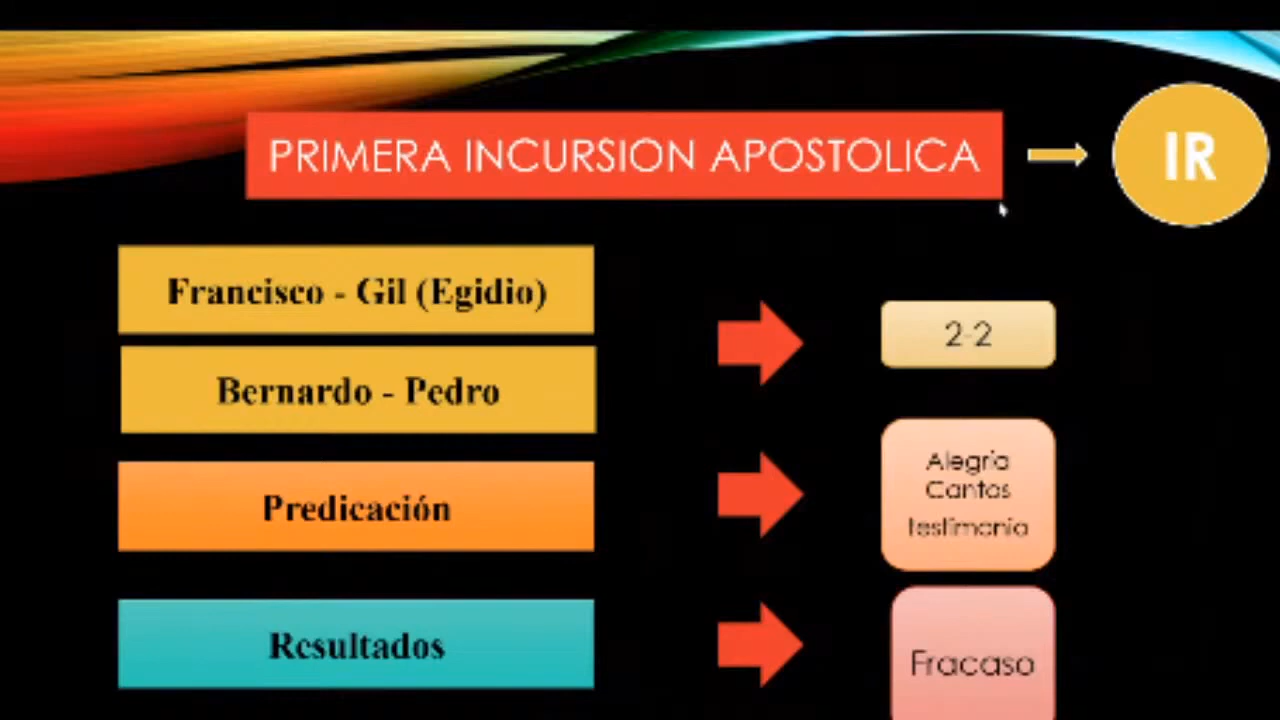 PRIMERA INCURSION APOSTOLICA
IR
Francisco - Gil (Egidio)
Bernardo - Pedro
2-2
Predicación
Alegría
Cantos
testimonio
Resultados
Fracaso